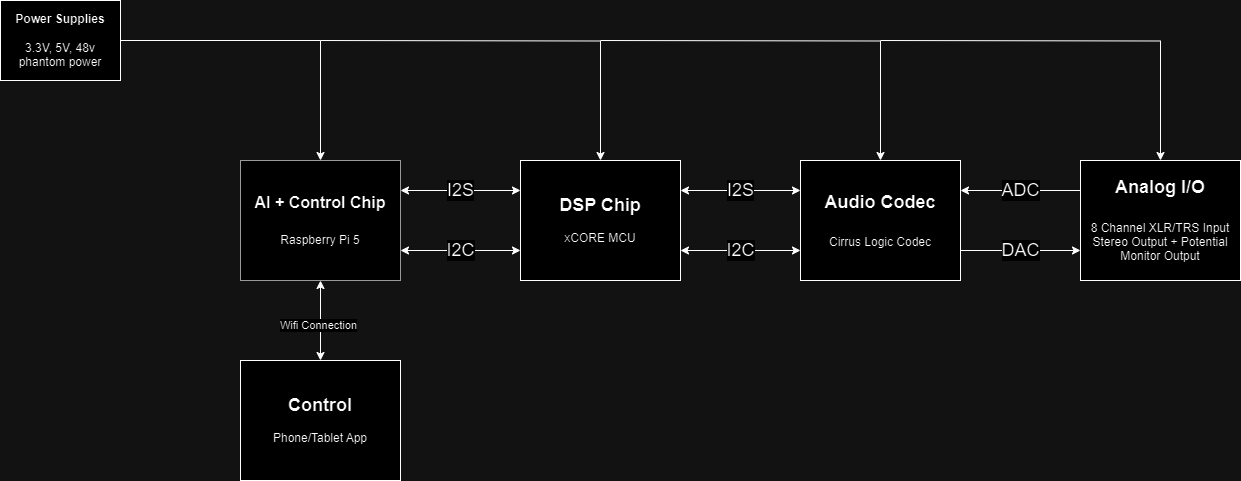 Power Supplies
3.3V, 5V, 48v
phantom power
AI + Control Chip
Raspberry Pi 5
I2S
I2C
DSP Chip
xCORE MCU
I2S
I2C
Audio Codec
Cirrus Logic Codec
ADC
DAC
Analog I/O
8 Channel XLR/TRS Input
Stereo Output + Potential
Monitor Output
Wifi Connection
Control
Phone/Tablet App